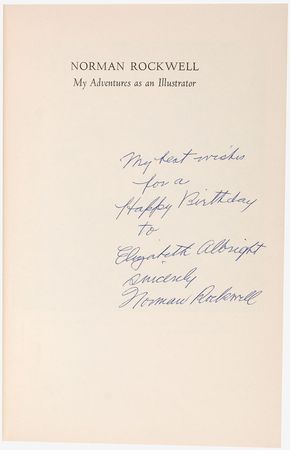 NORMAN ROCKWELL
My Adventures as an Illustrator
My best wishes
for a
Happy Birthday
to
Elizabeth Albright
sincerely
Norman Rockwell